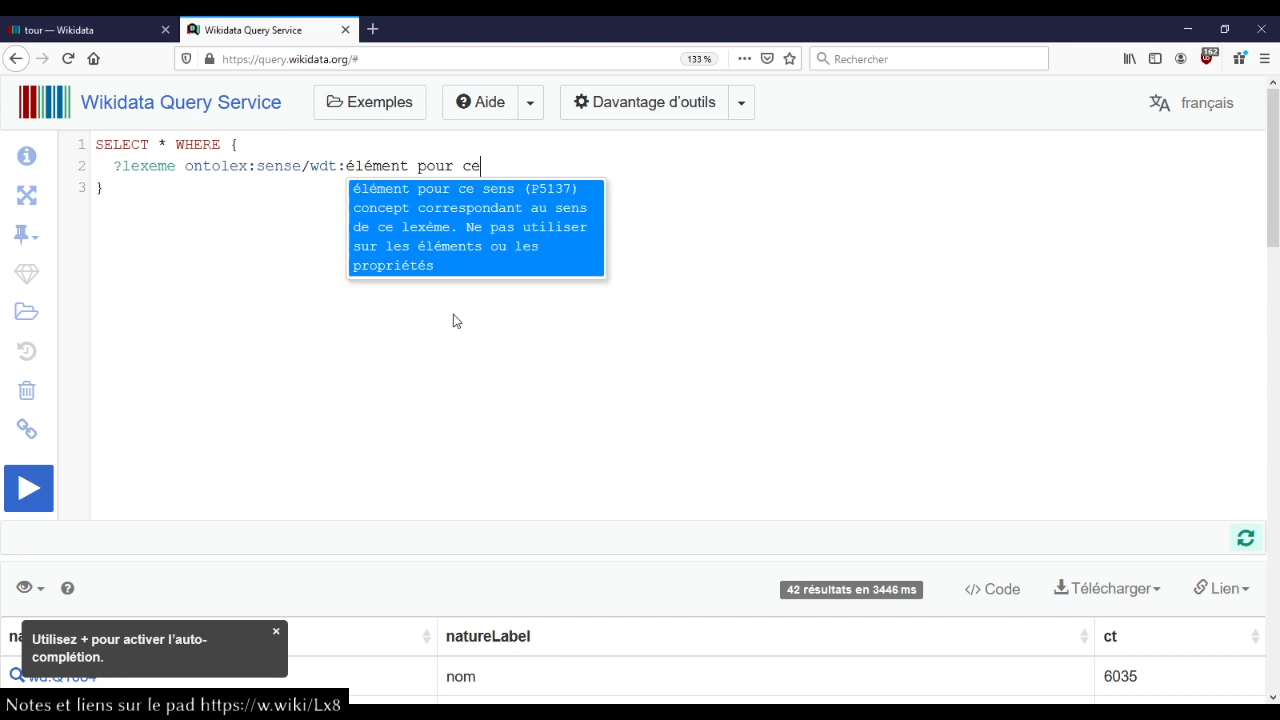 tour — Wikidata
Wikidata Query Service
https://query.wikidata.org/#
133 %
Rechercher
162
Wikidata Query Service
Exemples
Aide
Davantage d'outils
français
1 SELECT * WHERE {
2 ?lexeme ontolex:sense/wdt:élément pour ce
3 }
élément pour ce sens (P5137)
concept correspondant au sens
de ce lexème. Ne pas utiliser
sur les éléments ou les
propriétés
42 résultats en 3446 ms
</> Code
Télécharger
Lien
natureLabel
ct
Utilisez + pour activer l'auto-
complétion.
nom
6035
Notes et liens sur le pad https://w.wiki/Lx8